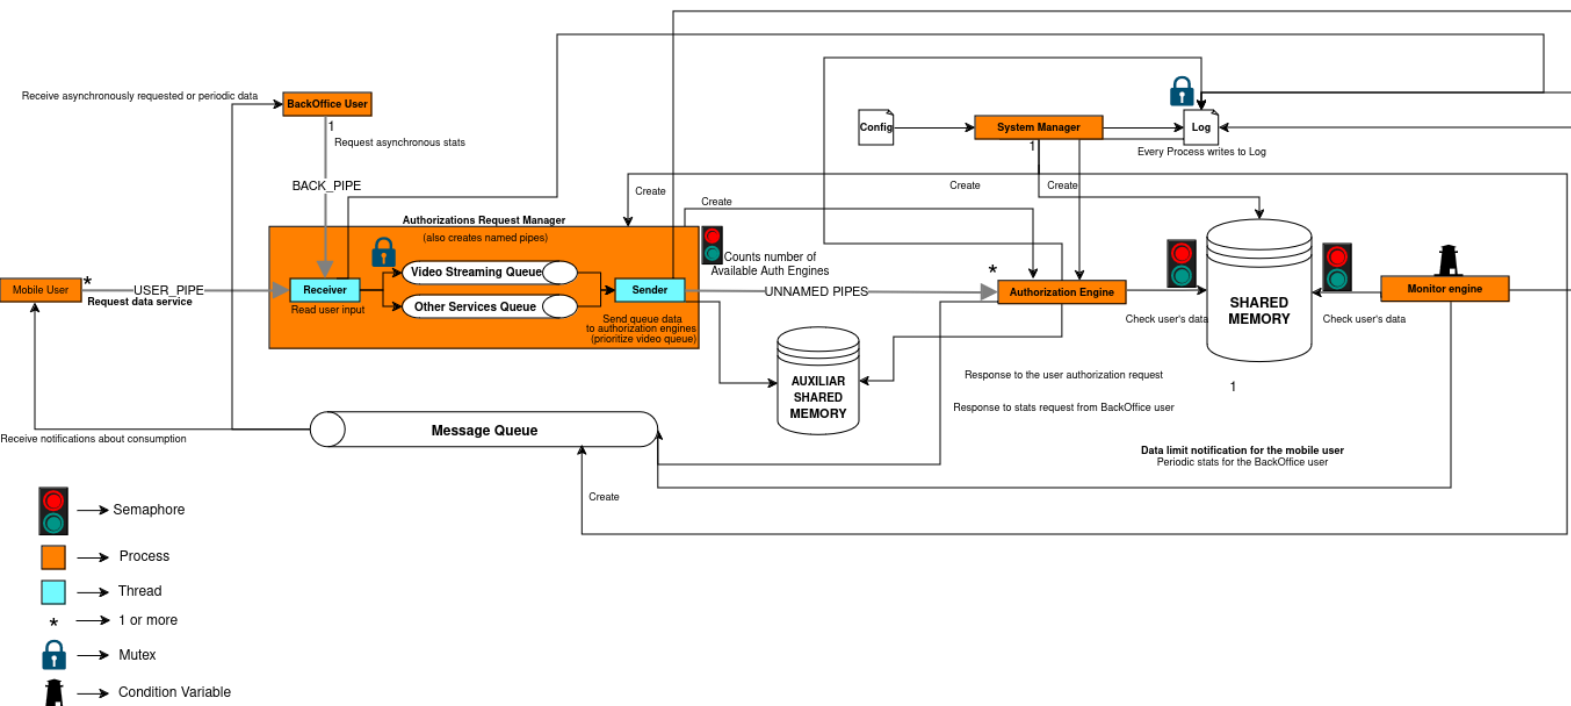 Receive asynchronously requested or periodic data
BackOffice User
1
Request asynchronous stats
BACK_PIPE
Config
System Manager
1
Log
Every Process writes to Log
Create
Create
Create
Create
Authorizations Request Manager
(also creates named pipes)
Counts number of
Available Auth Engines
Mobile User
*
USER_PIPE
Request data service
Receiver
Read user input
Video Streaming Queue
Other Services Queue
Sender
Send queue data
to authorization engines
(prioritize video queue)
UNNAMED PIPES
*
Authorization Engine
Check user's data
SHARED
MEMORY
Check user's data
Monitor engine
AUXILIAR
SHARED
MEMORY
Response to the user authorization request
1
Response to stats request from BackOffice user
Message Queue
Receive notifications about consumption
Data limit notification for the mobile user
Periodic stats for the BackOffice user
Create
Semaphore
Process
Thread
* 1 or more
Mutex
Condition Variable